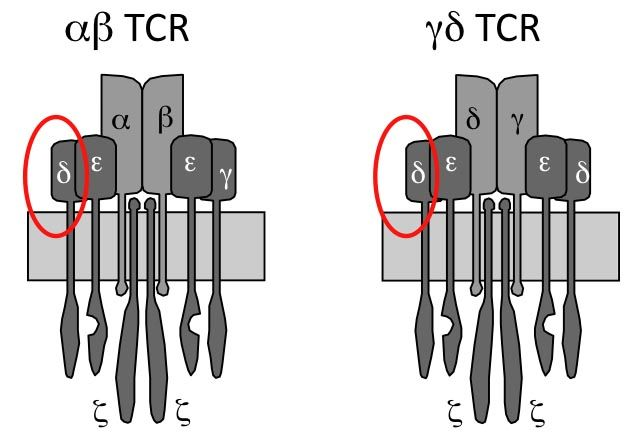 αβ TCR
γδ TCR
α β
δ ε ε γ
ζ ζ
δ γ
δ ε ε δ
ζ ζ